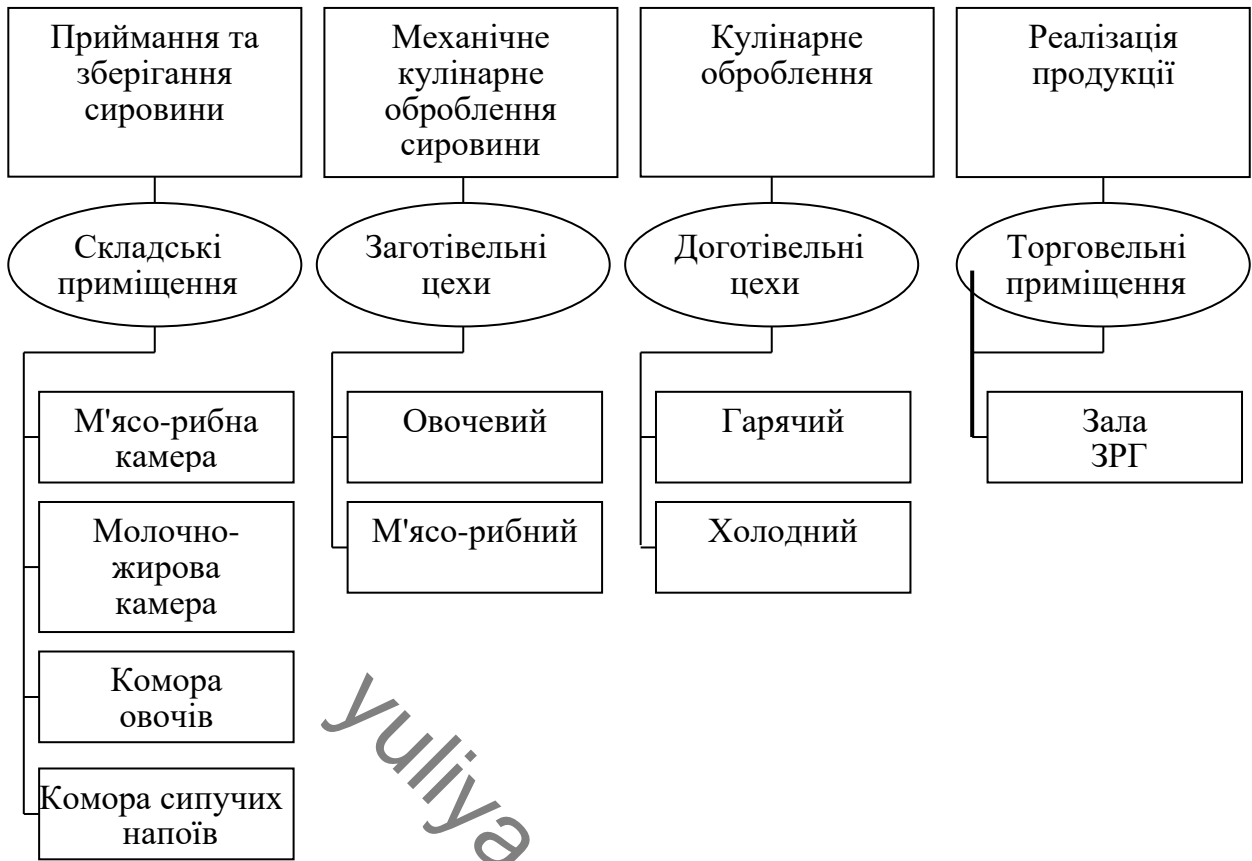 Приймання та
зберігання
сировини
Механічне
кулінарне
оброблення
сировини
Кулінарне
оброблення
Реалізація
продукції
Складські
приміщення
Заготівельні
цехи
Доготівельні
цехи
Торговельні
приміщення
М'ясо-рибна
камера
Молочно-
жирова
камера
Комора
овочів
Комора сипучих
напоїв
Овочевий
М'ясо-рибний
Гарячий
Холодний
Зала
ЗРГ
yuliya